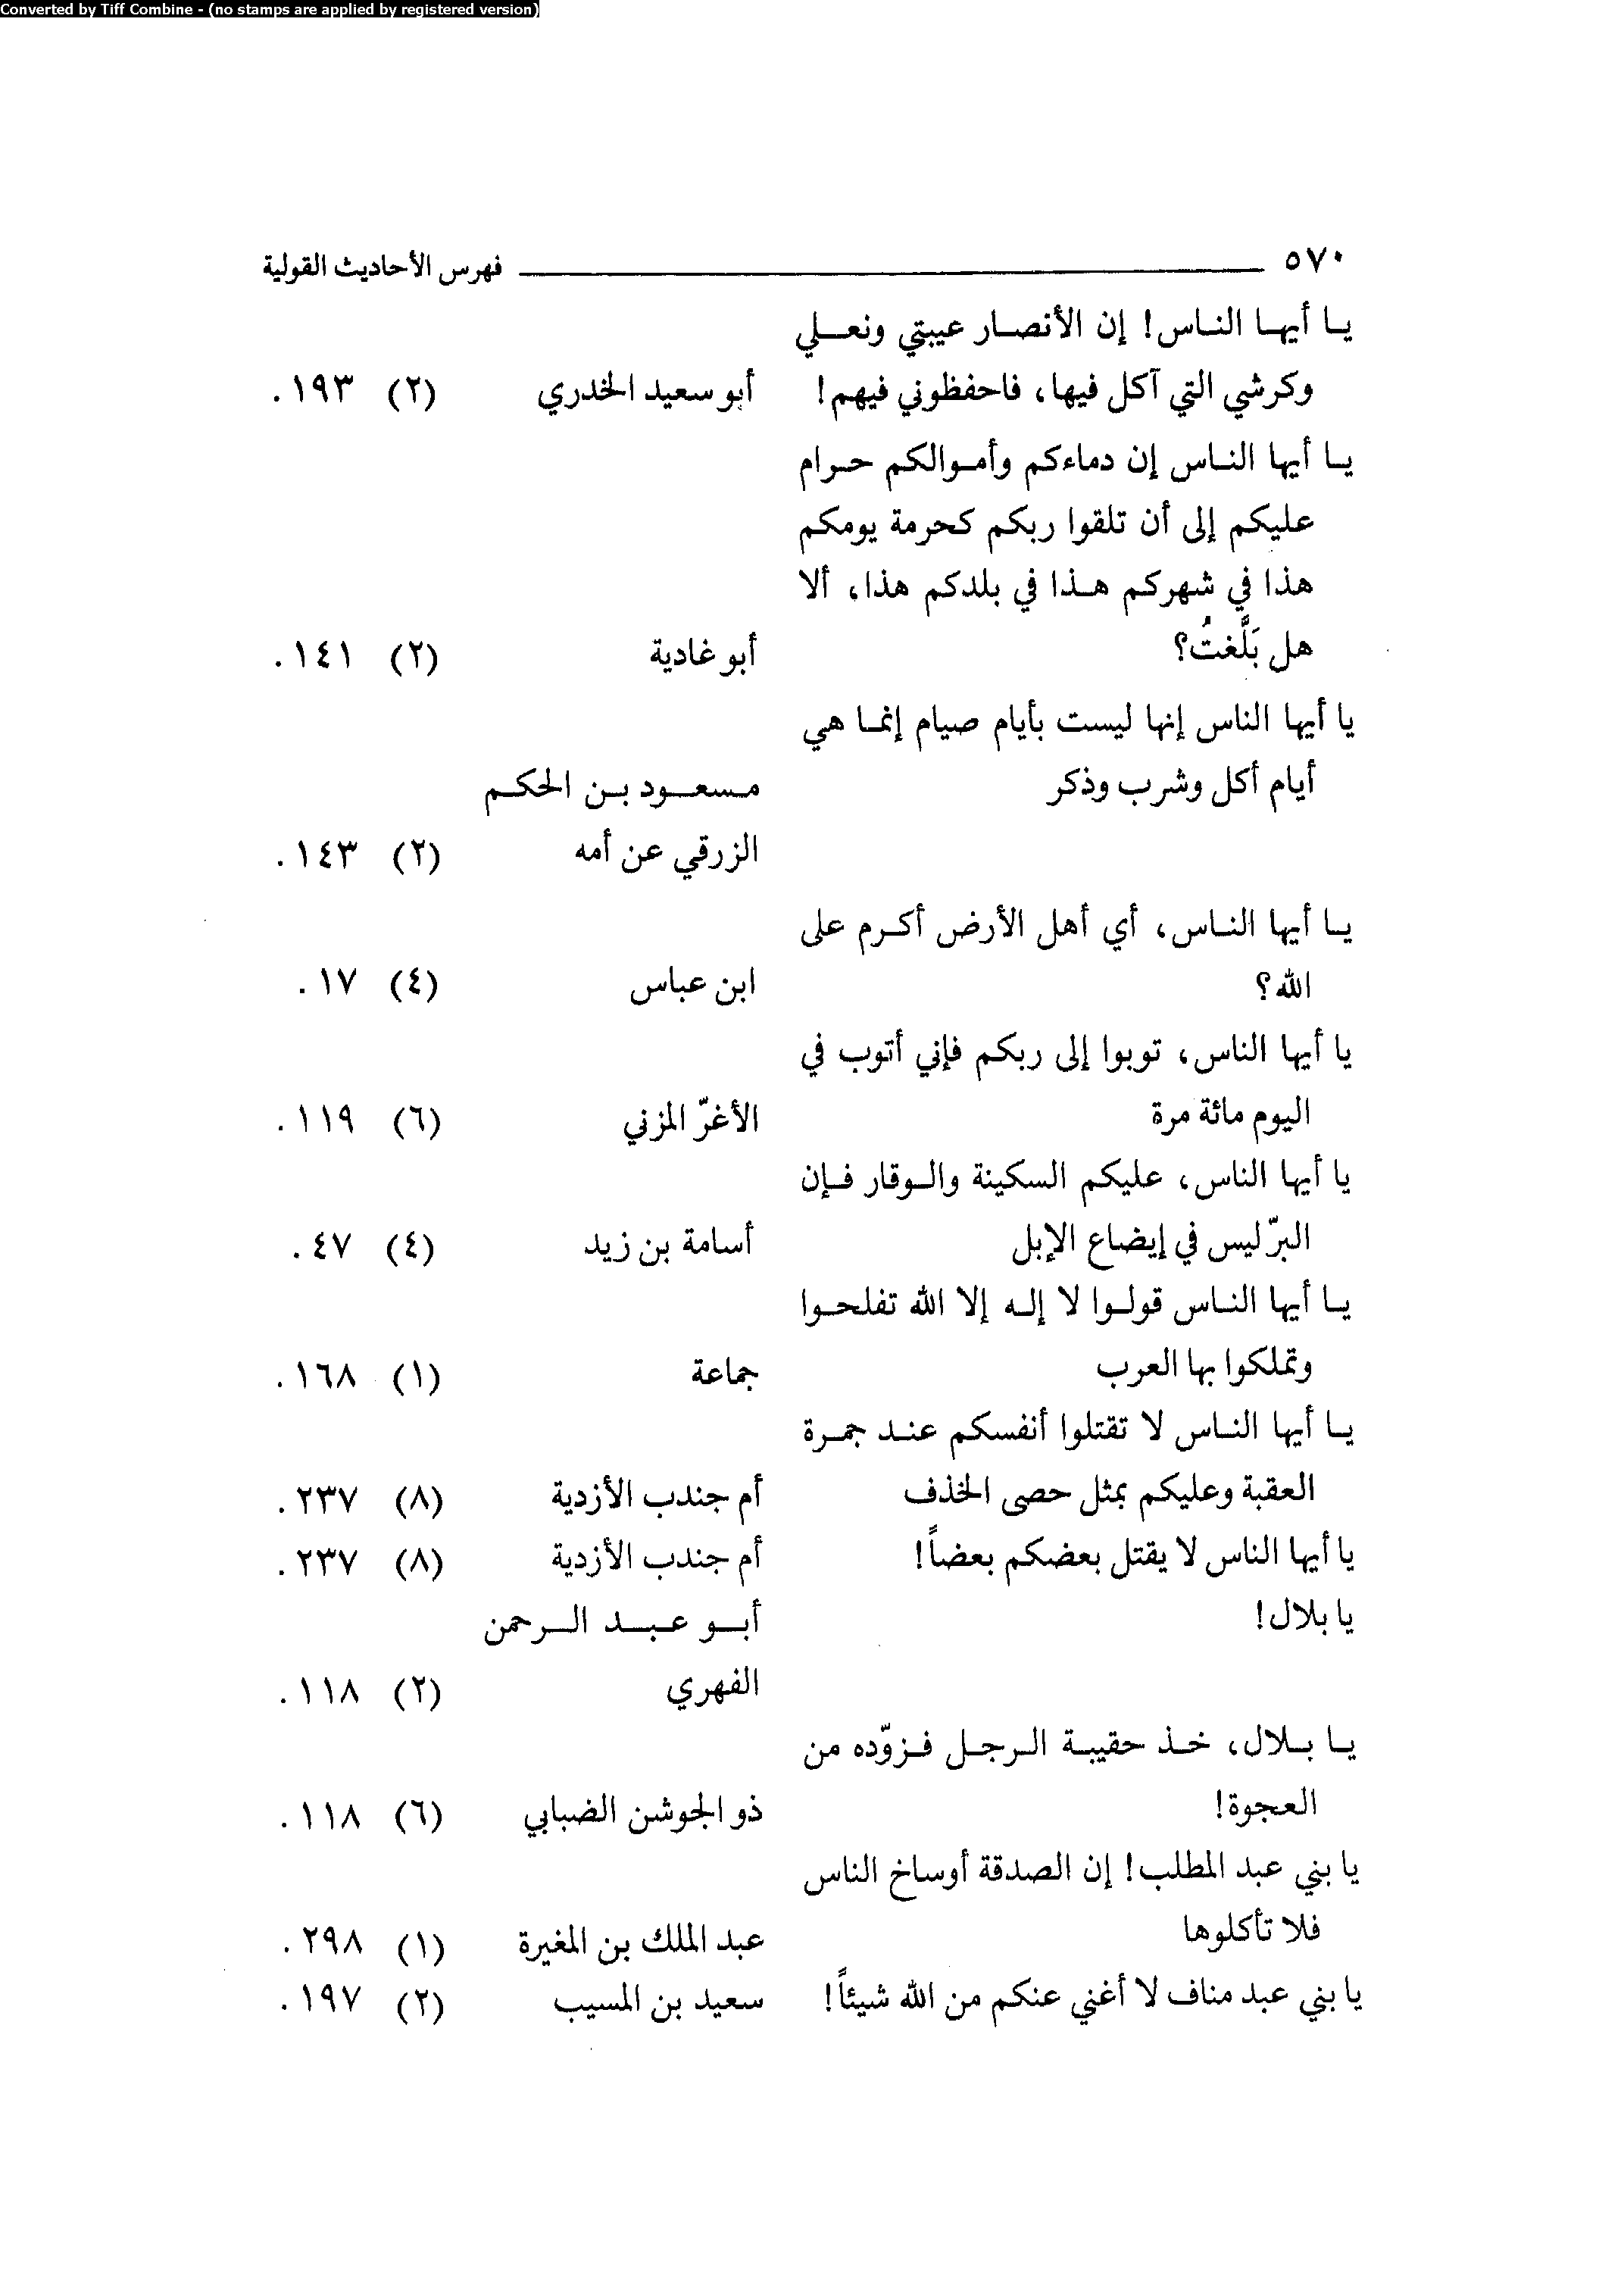 Converted by Tiff Combine - (no stamps are applied by registered version)
٥٧٠ فهرس الأحاديث القولية
يا أيها الناس! إن الأنصار عيبتي ونعلي
وكرشي التي آكل فيها، فاحفظوني فيهم! أبو سعيد الخدري (٢) ١٩٣.
يا أيها الناس إن دماءكم وأموالكم حرام
عليكم إلى أن تلقوا ربكم كحرمة يومكم
هذا في شهركم هذا في بلدكم هذا، ألا
هل بَلَّغتُ؟ أبو غادية (٢) ١٤١.
يا أيها الناس إنها ليست بأيام صيام إنما هي
أيام أكل وشرب وذكر مسعود بن الحكم
الزرقي عن أمه (٢) ١٤٣.
يا أيها الناس، أي أهل الأرض أكرم على
الله؟ ابن عباس (٤) ١٧.
يا أيها الناس، توبوا إلى ربكم فإني أتوب في
اليوم مائة مرة الأغرّ المزني (٦) ١١٩.
يا أيها الناس، عليكم السكينة والوقار فإن
البرّ ليس في إيضاع الإبل أسامة بن زيد (٤) ٤٧.
يا أيها الناس قولوا لا إله إلا الله تفلحوا
وتملكوا بها العرب جماعة (١) ١٦٨.
يا أيها الناس لا تقتلوا أنفسكم عند جمرة
العقبة وعليكم بمثل حصى الخذف أم جندب الأزدية (٨) ٢٣٧.
يا أيها الناس لا يقتل بعضكم بعضاً! أم جندب الأزدية (٨) ٢٣٧.
يا بلال! أبو عبد الرحمن
الفهري (٢) ١١٨.
يا بلال، خذ حقيبة الرجل فزوّده من
العجوة! ذو الجوشن الضبابي (٦) ١١٨.
يا بني عبد المطلب! إن الصدقة أوساخ الناس
فلا تأكلوها عبد الملك بن المغيرة (١) ٢٩٨.
يا بني عبد مناف لا أغني عنكم من الله شيئاً! سعيد بن المسيب (٢) ١٩٧.